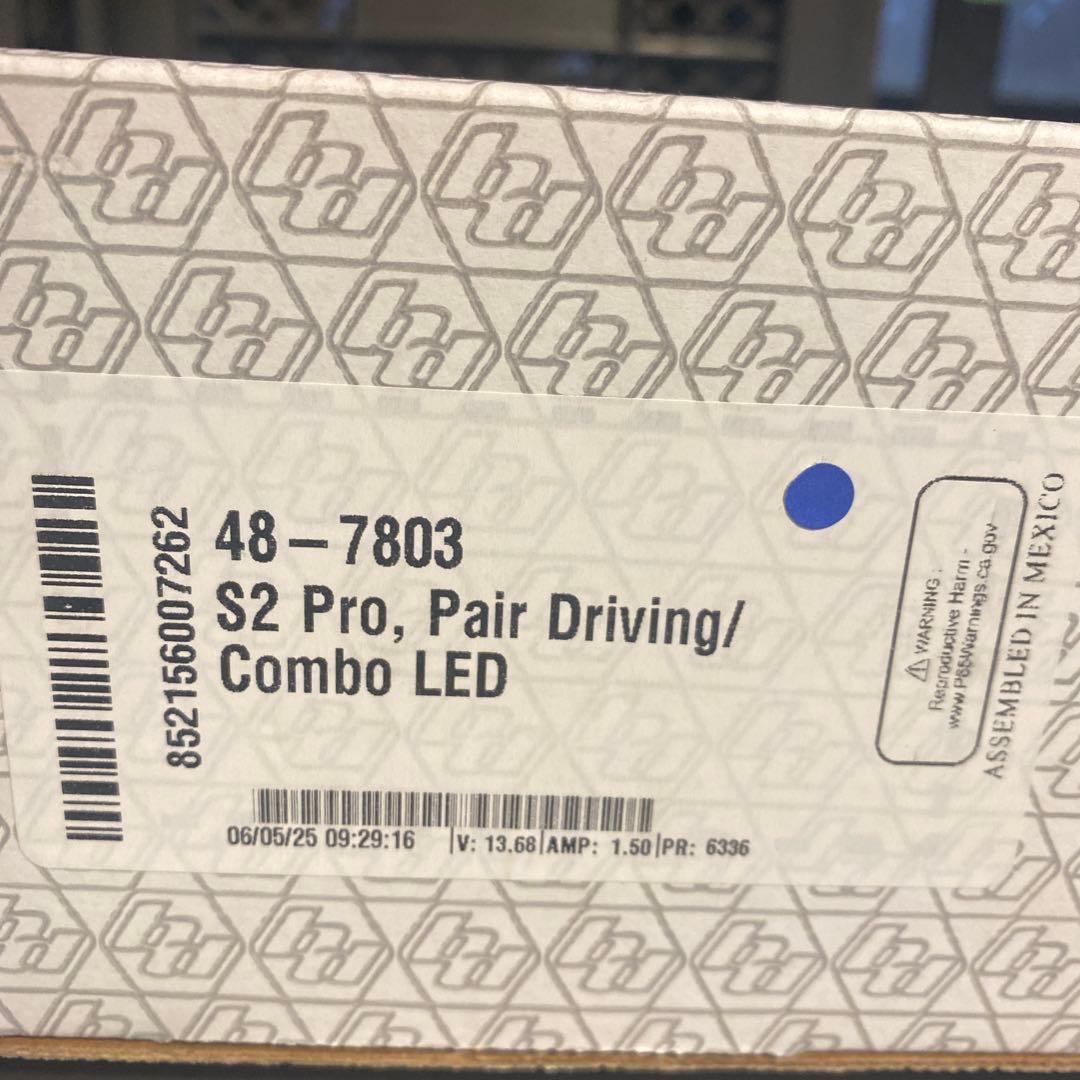 852156007262
48-7803
S2 Pro, Pair Driving/
Combo LED
06/05/25 09:29:16 |V: 13.68|AMP: 1.50|PR: 6336
⚠ WARNING :
Reproductive Harm -
www.P65Warnings.ca.gov
ASSEMBLED IN MEXICO